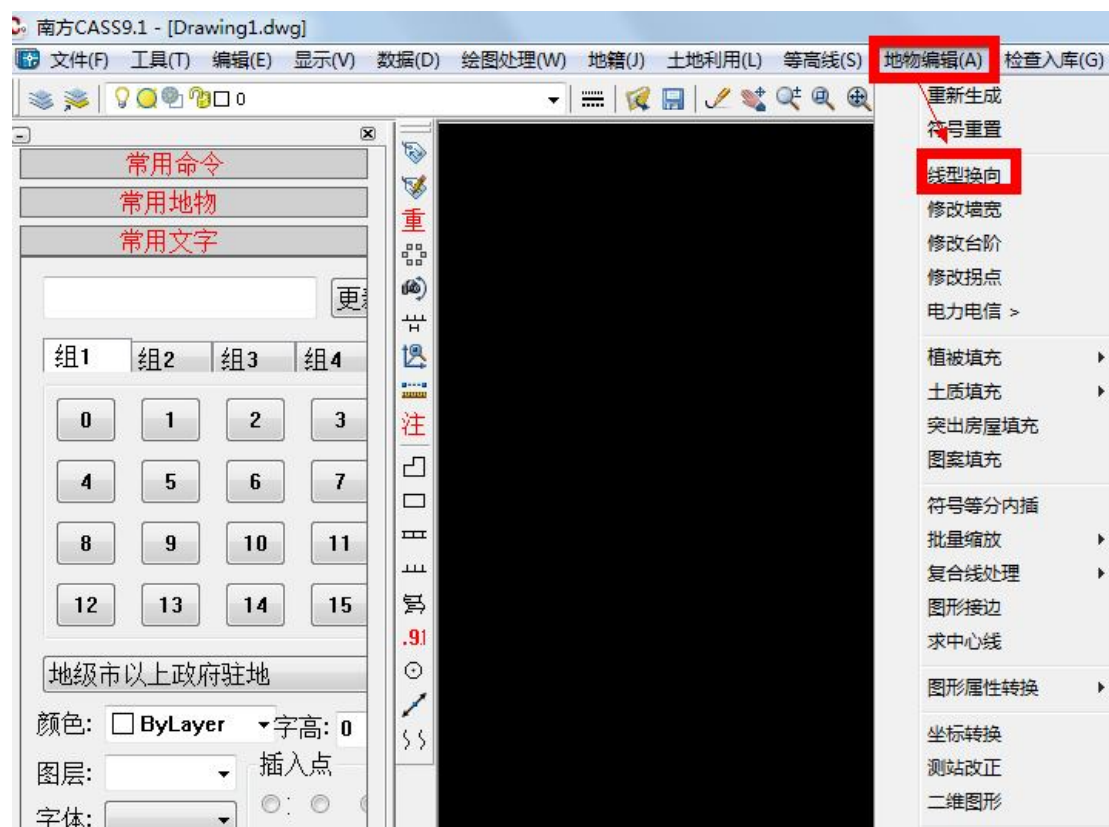 南方CASS9.1 - [Drawing1.dwg]
文件(F) 工具(T) 编辑(E) 显示(V) 数据(D) 绘图处理(W) 地籍(J) 土地利用(L) 等高线(S) 地物编辑(A) 检查入库(G)
0
常用命令
常用地物
常用文字
组1 组2 组3 组4
0 1 2 3
4 5 6 7
8 9 10 11
12 13 14 15
地级市以上政府驻地
颜色: ByLayer 字高: 0
图层: 插入点
字体:
重
注
.91
重新生成
符号重置
线型换向
修改墙宽
修改台阶
修改拐点
电力电信 >
植被填充
土质填充
突出房屋填充
图案填充
符号等分内插
批量缩放
复合线处理
图形接边
求中心线
图形属性转换
坐标转换
测站改正
二维图形